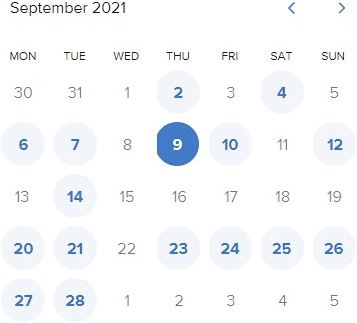 September 2021
MON TUE WED THU FRI SAT SUN
30 31 1 2 3 4 5
6 7 8 9 10 11 12
13 14 15 16 17 18 19
20 21 22 23 24 25 26
27 28 1 2 3 4 5